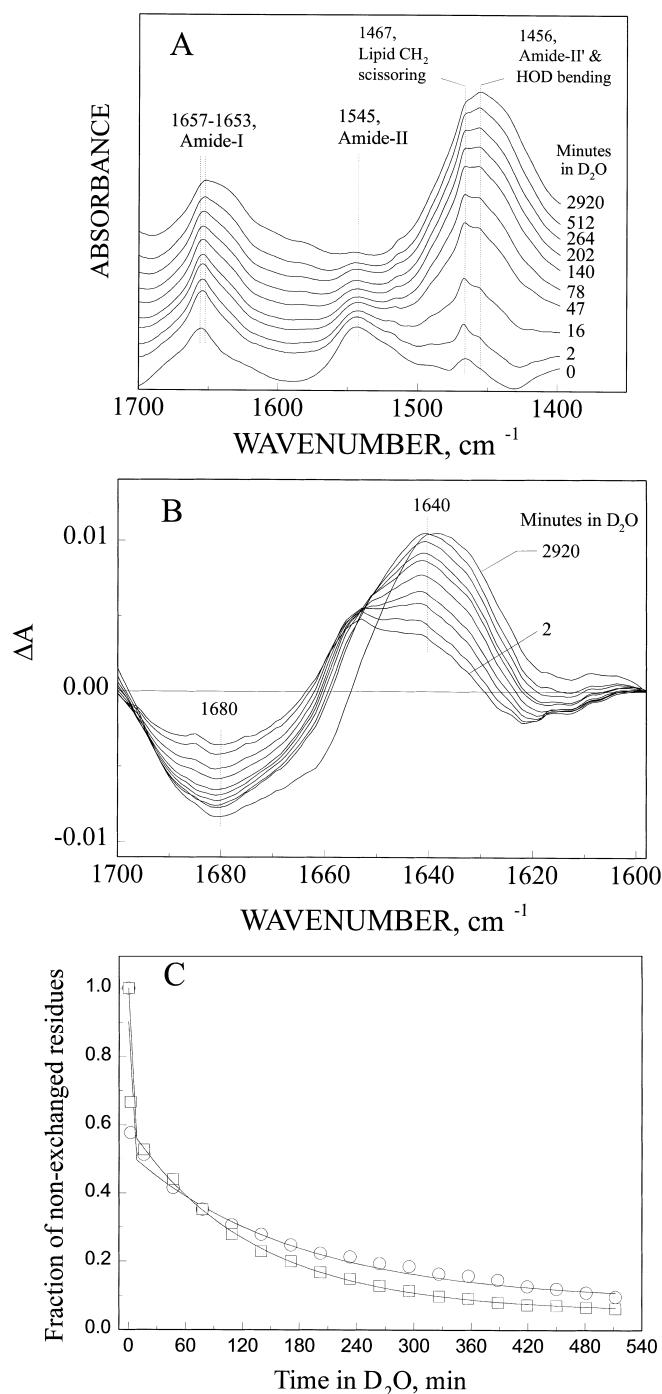 A
1467,
Lipid CH2
scissoring
1456,
Amide-II' &
HOD bending
1657-1653,
Amide-I
1545,
Amide-II
Minutes
in D2O
2920
512
264
202
140
78
47
16
2
0
ABSORBANCE
1700 1600 1500 1400
WAVENUMBER, cm -1
B
1640
Minutes in D2O
2920
2
1680
0.01
0.00
-0.01
ΔA
1700 1680 1660 1640 1620 1600
WAVENUMBER, cm -1
C
1.0
0.8
0.6
0.4
0.2
0.0
Fraction of non-exchanged residues
0 60 120 180 240 300 360 420 480 540
Time in D2O, min